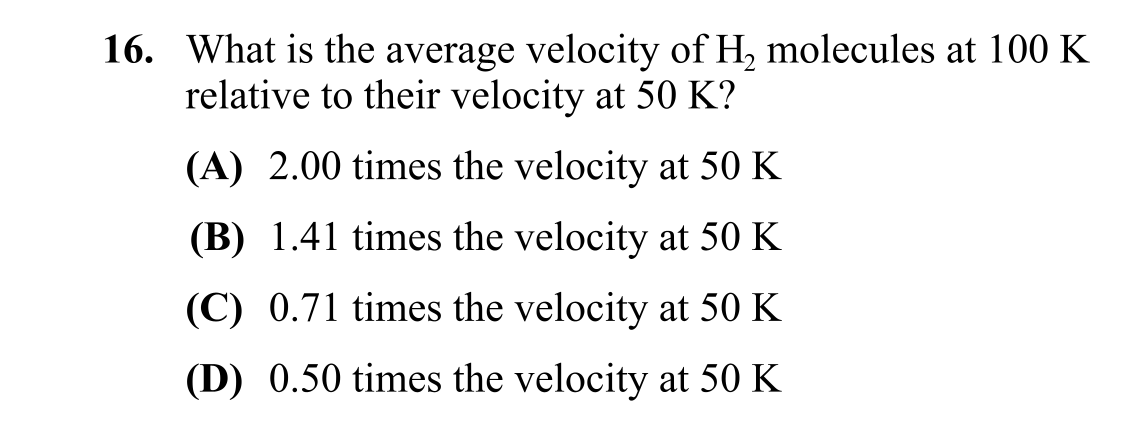 16. What is the average velocity of H₂ molecules at 100 K
relative to their velocity at 50 K?
(A) 2.00 times the velocity at 50 K
(B) 1.41 times the velocity at 50 K
(C) 0.71 times the velocity at 50 K
(D) 0.50 times the velocity at 50 K